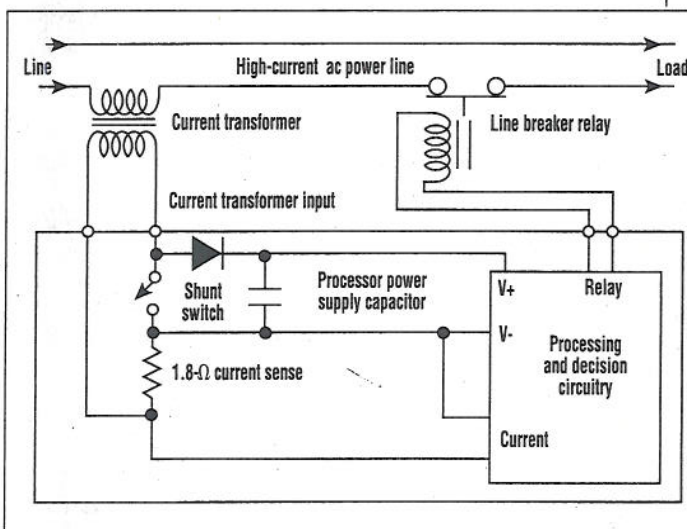 Line
High-current ac power line
Load
Current transformer
Line breaker relay
Current transformer input
Shunt
switch
Processor power
supply capacitor
V+
Relay
V-
Processing
and decision
circuitry
1.8-Ω current sense
Current